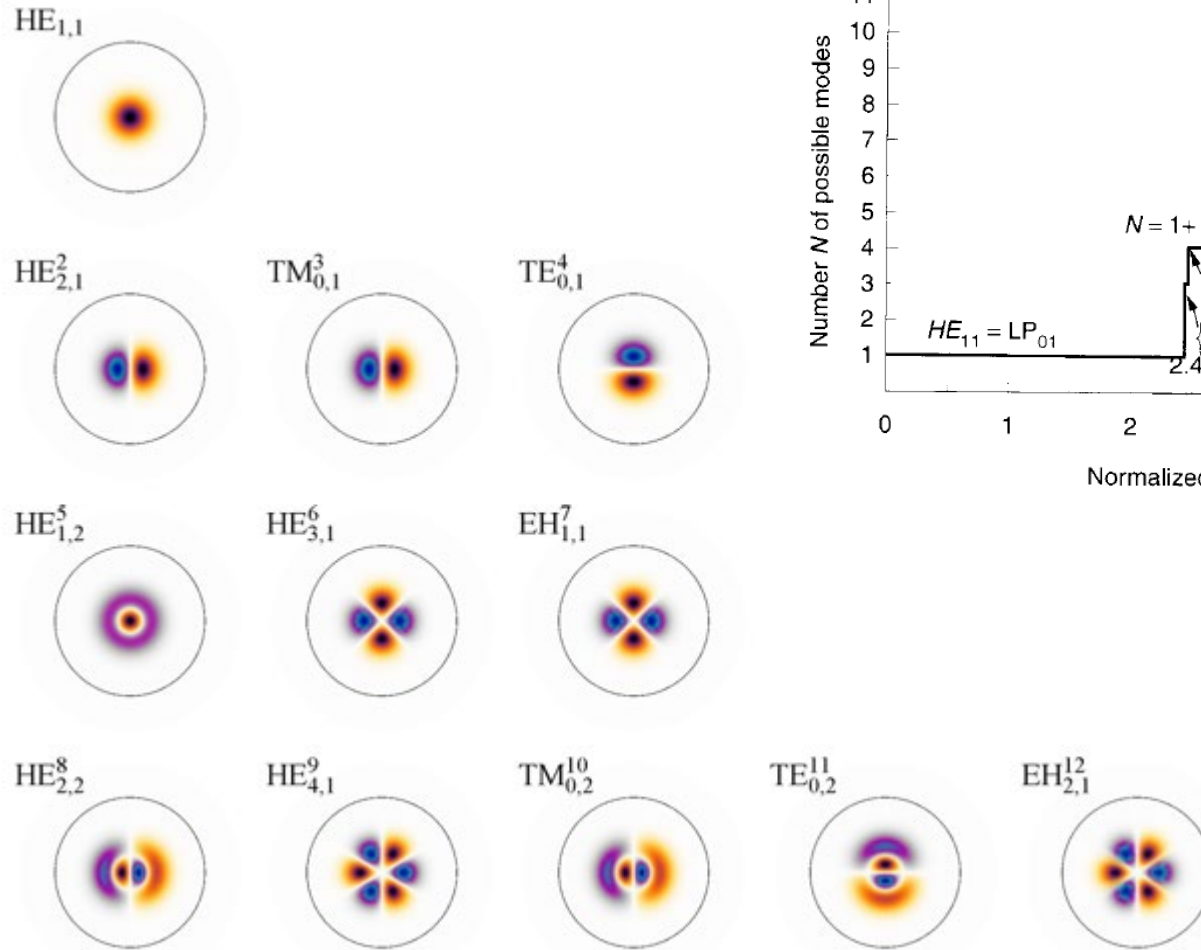 HE₁,₁
HE²₂,₁
TM³₀,₁
TE⁴₀,₁
HE⁵₁,₂
HE⁶₃,₁
EH⁷₁,₁
HE⁸₂,₂
HE⁹₄,₁
TM¹⁰₀,₂
TE¹¹₀,₂
EH¹²₂,₁
Number N of possible modes
10
9
8
7
6
5
4
3
2
1
N = 1+
HE₁₁ = LP₀₁
2.4
0 1 2
Normalized